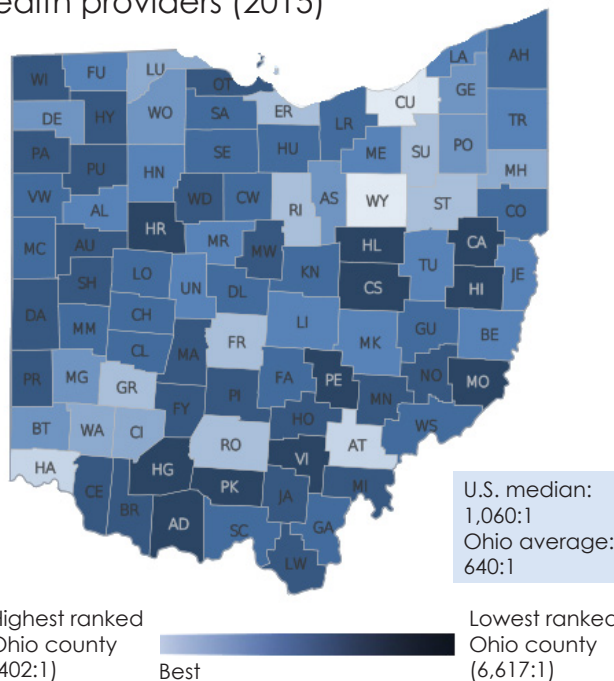 ealth providers (2015)
LA
AH
WI
FU
LU
OT
GE
DE
HY
WO
SA
ER
CU
LR
TR
PA
PU
HN
SE
HU
ME
SU
PO
MH
VW
AL
WD
CW
RI
AS
WY
ST
CO
MC
AU
HR
MR
MW
HL
CA
TU
SH
LO
UN
DL
KN
CS
HI
JE
DA
MM
CH
LI
MK
GU
BE
CL
MA
FR
PR
MG
GR
FY
PI
FA
PE
MN
NO
MO
BT
WA
CI
HO
WS
RO
AT
HA
HG
VI
CE
PK
JA
MI
BR
AD
SC
GA
LW
U.S. median:
1,060:1
Ohio average:
640:1
Highest ranked
Ohio county
402:1)
Best
Lowest ranked
Ohio county
(6,617:1)